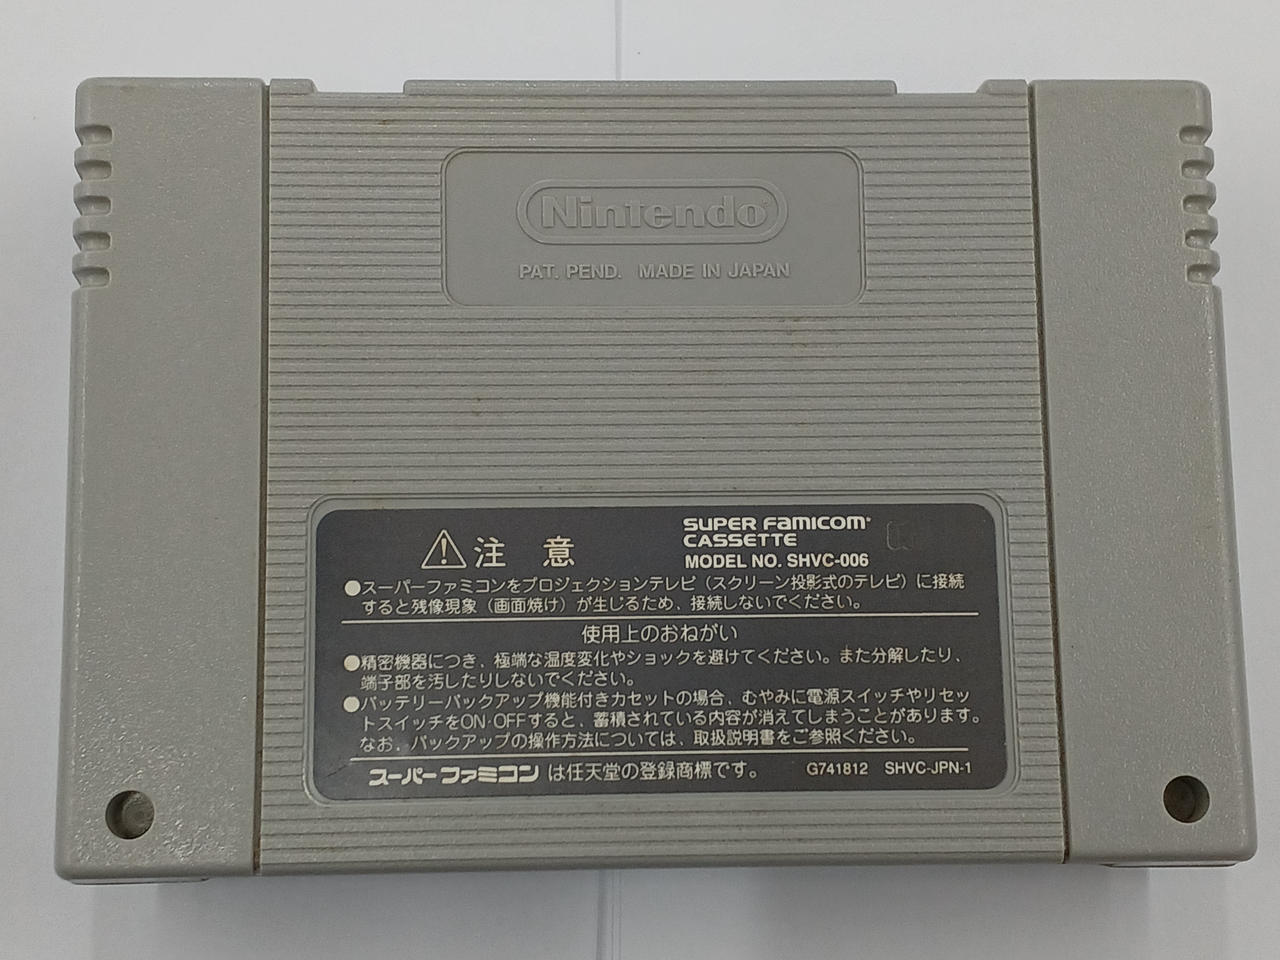 Nintendo
PAT. PEND. MADE IN JAPAN
⚠注 意
SUPER FAMICOM
CASSETTE
MODEL NO. SHVC-006
●スーパーファミコンをプロジェクションテレビ（スクリーン投影式のテレビ）に接続
すると残像現象（画面焼け）が生じるため、接続しないでください。
使用上のおねがい
●精密機器につき、極端な温度変化やショックを避けてください。また分解したり、
端子部を汚したりしないでください。
●バッテリーバックアップ機能付きカセットの場合、むやみに電源スイッチやリセッ
トスイッチをON・OFFすると、蓄積されている内容が消えてしまうことがあります。
なお、バックアップの操作方法については、取扱説明書をご参照ください。
スーパーファミコン は任天堂の登録商標です。 G741812 SHVC-JPN-1